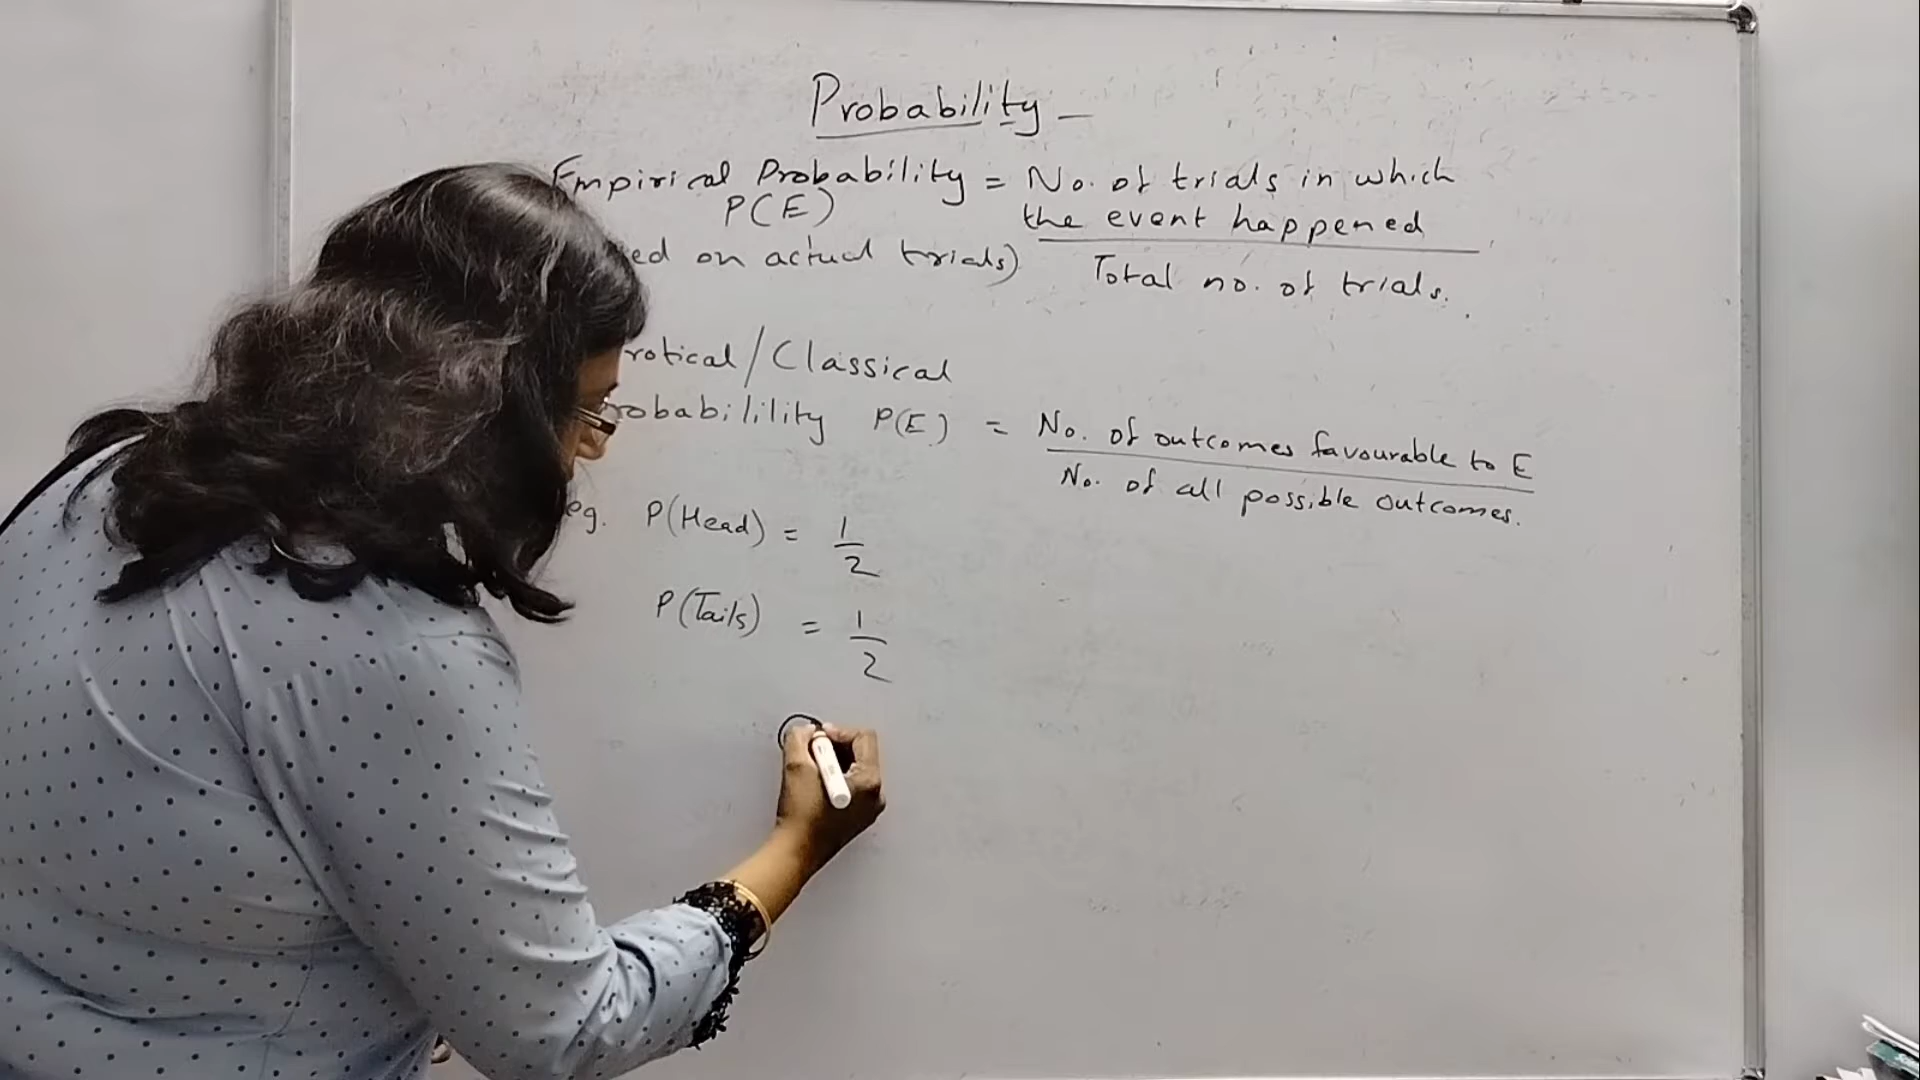 Probability
Empirical Probability = No. of trials in which
P(E) the event happened
ed on actual trials) Total no. of trials.
rotical/Classical
robabilility P(E) = No. of outcomes favourable to E
No. of all possible outcomes.
eg. P(Head) = 1/2
P(Tails) = 1/2